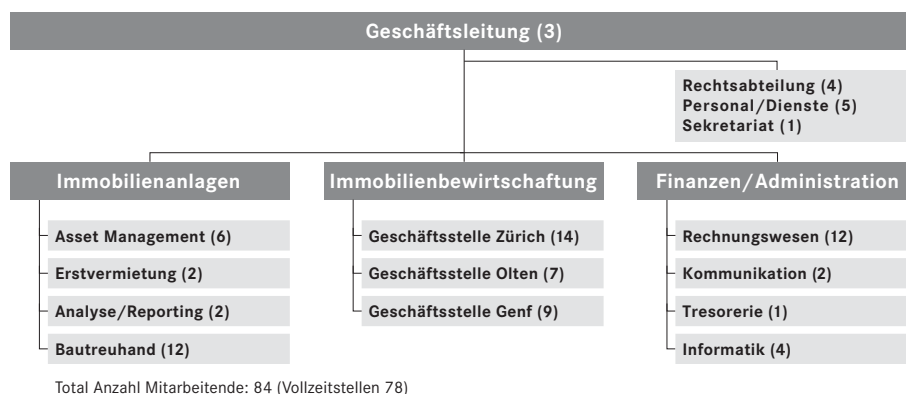 Geschäftsleitung (3)
Rechtsabteilung (4)
Personal/Dienste (5)
Sekretariat (1)
Immobilienanlagen
Asset Management (6)
Erstvermietung (2)
Analyse/Reporting (2)
Bautreuhand (12)
Immobilienbewirtschaftung
Geschäftsstelle Zürich (14)
Geschäftsstelle Olten (7)
Geschäftsstelle Genf (9)
Finanzen/Administration
Rechnungswesen (12)
Kommunikation (2)
Tresorerie (1)
Informatik (4)
Total Anzahl Mitarbeitende: 84 (Vollzeitstellen 78)